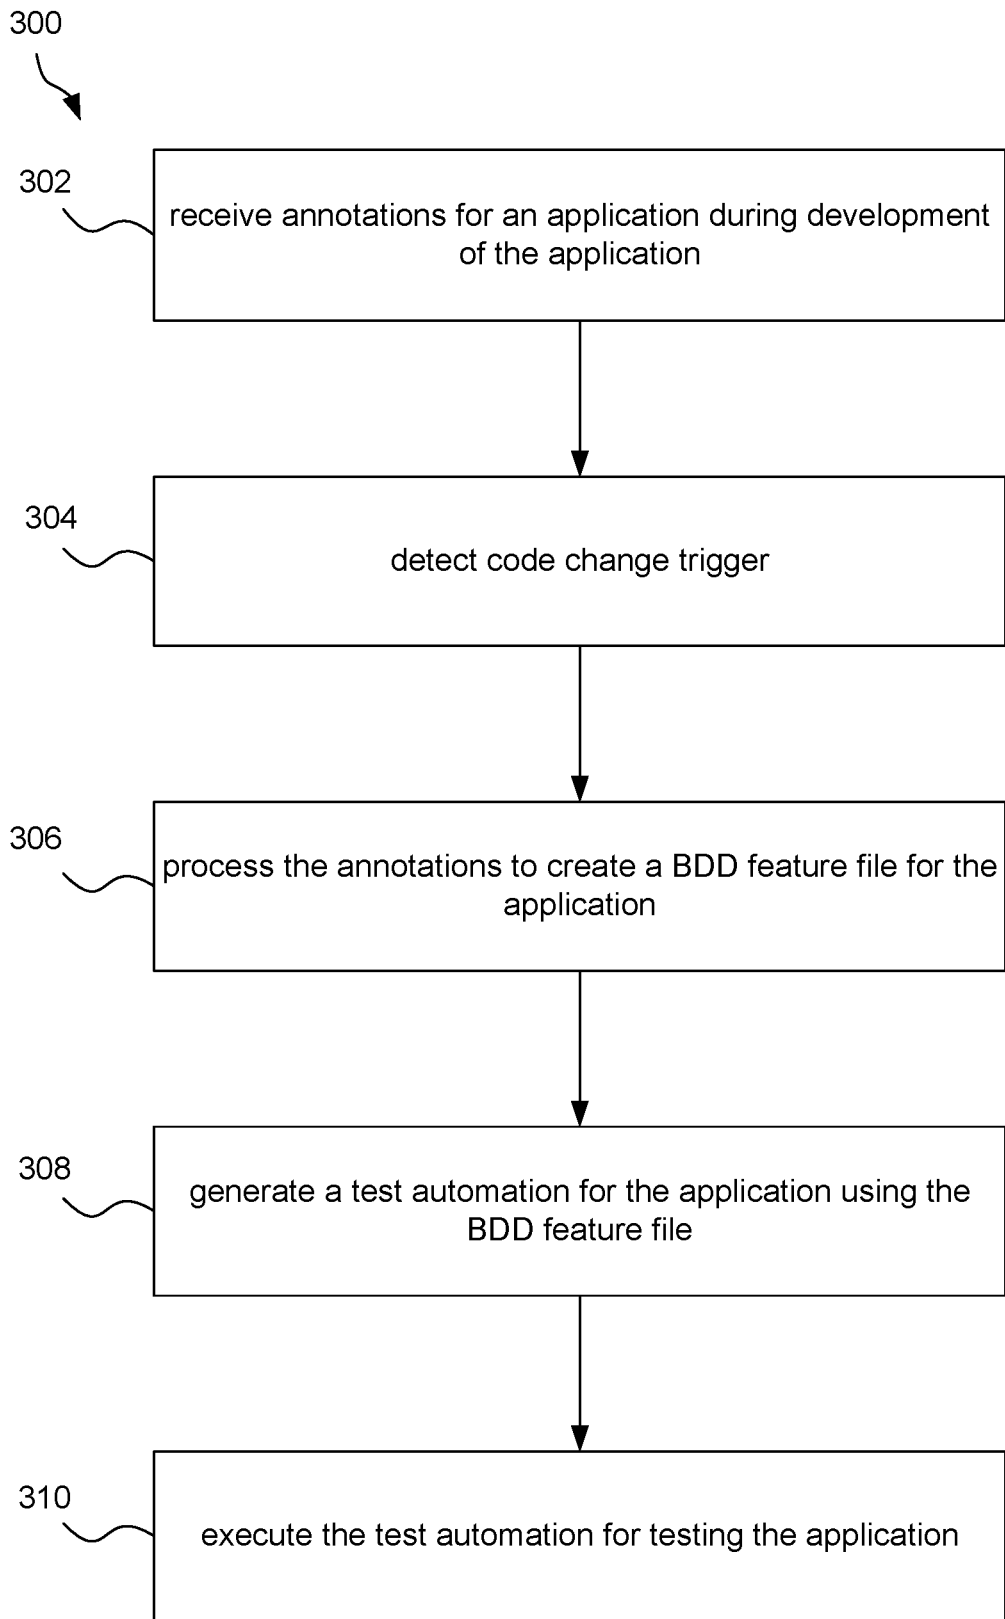 300
302
receive annotations for an application during development
of the application
304
detect code change trigger
306
process the annotations to create a BDD feature file for the
application
308
generate a test automation for the application using the
BDD feature file
310
execute the test automation for testing the application